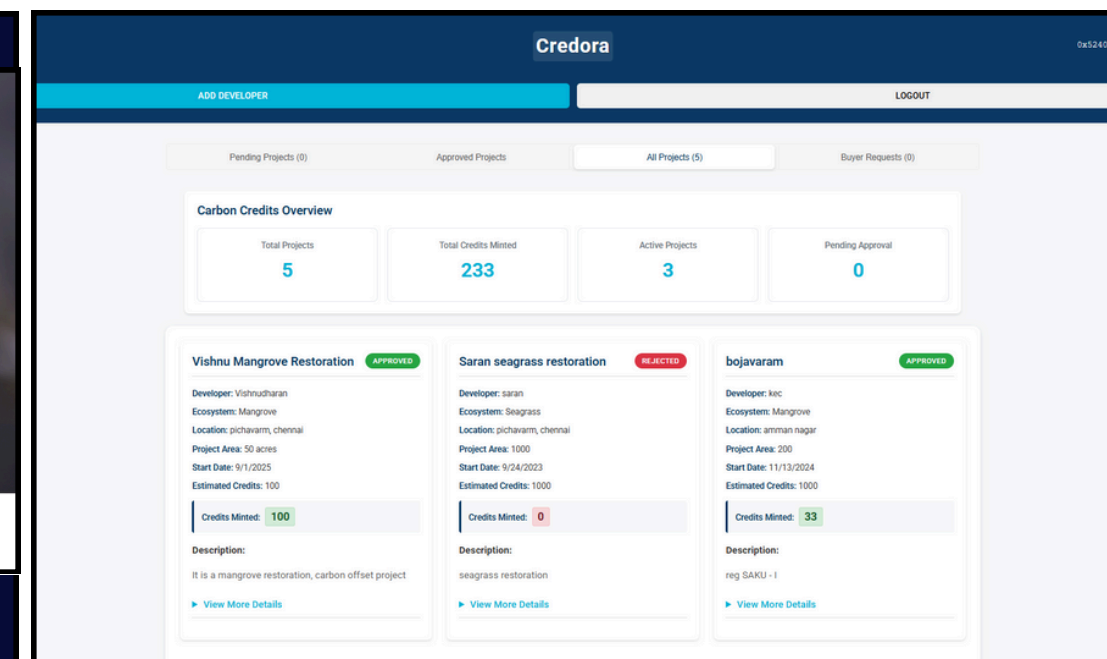 Credora
0x5240
ADD DEVELOPER
LOGOUT
Pending Projects (0)
Approved Projects
All Projects (5)
Buyer Requests (0)
Carbon Credits Overview
Total Projects
5
Total Credits Minted
233
Active Projects
3
Pending Approval
0
Vishnu Mangrove Restoration
APPROVED
Developer: Vishnudharan
Ecosystem: Mangrove
Location: pichavarm, chennai
Project Area: 50 acres
Start Date: 9/1/2025
Estimated Credits: 100
Credits Minted: 100
Description:
It is a mangrove restoration, carbon offset project
▶ View More Details
Saran seagrass restoration
REJECTED
Developer: saran
Ecosystem: Seagrass
Location: pichavarm, chennai
Project Area: 1000
Start Date: 9/24/2023
Estimated Credits: 1000
Credits Minted: 0
Description:
seagrass restoration
▶ View More Details
bojavaram
APPROVED
Developer: kec
Ecosystem: Mangrove
Location: amman nagar
Project Area: 200
Start Date: 11/13/2024
Estimated Credits: 1000
Credits Minted: 33
Description:
reg SAKU - I
▶ View More Details